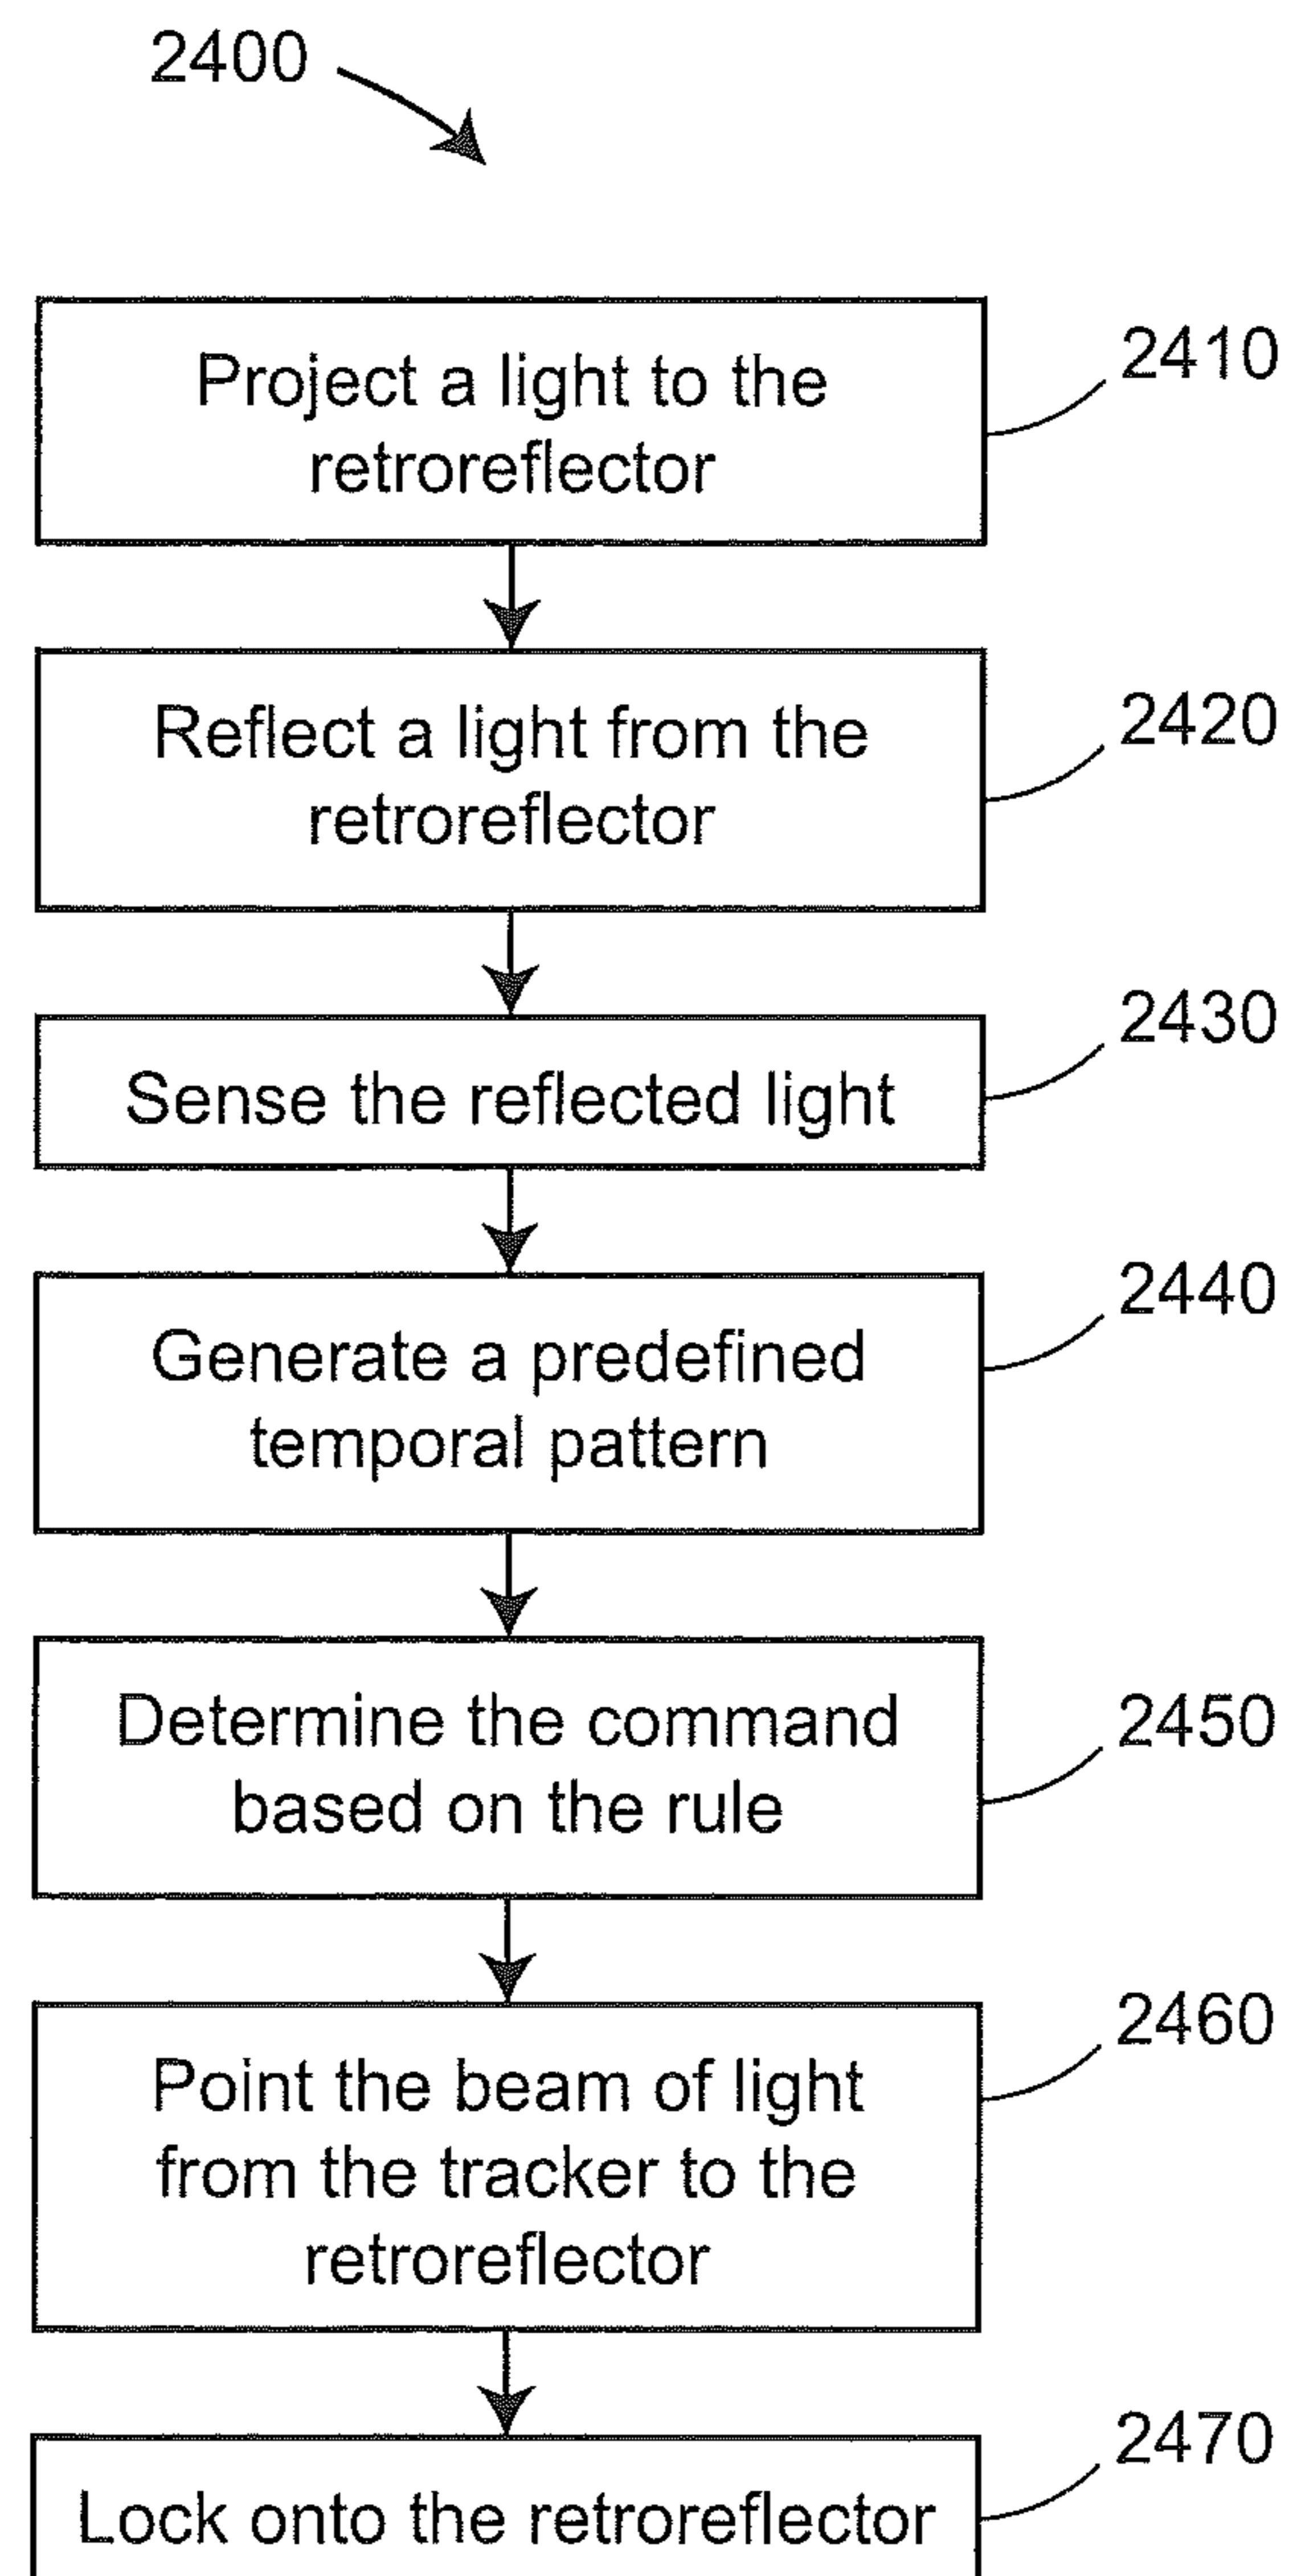 2400
Project a light to the
retroreflector
2410
Reflect a light from the
retroreflector
2420
Sense the reflected light
2430
Generate a predefined
temporal pattern
2440
Determine the command
based on the rule
2450
Point the beam of light
from the tracker to the
retroreflector
2460
Lock onto the retroreflector
2470